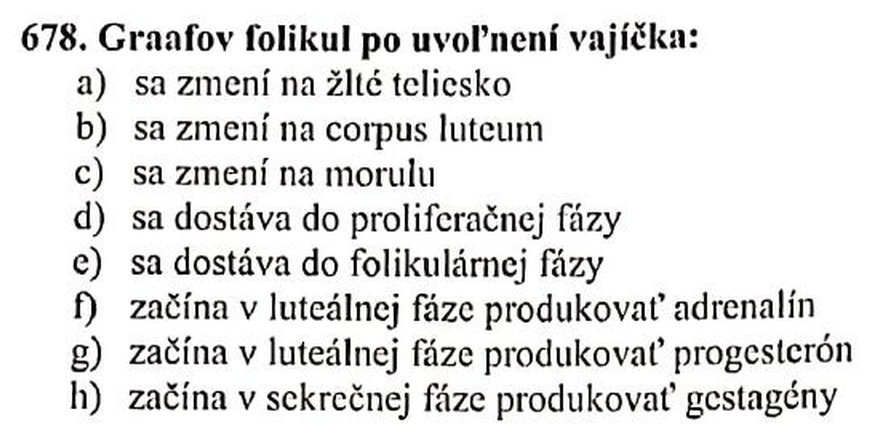 678. Graafov folikul po uvoľnení vajíčka:
a) sa zmení na žlté teliesko
b) sa zmení na corpus luteum
c) sa zmení na morulu
d) sa dostáva do proliferačnej fázy
e) sa dostáva do folikulárnej fázy
f) začína v luteálnej fáze produkovať adrenalín
g) začína v luteálnej fáze produkovať progesterón
h) začína v sekrečnej fáze produkovať gestagény